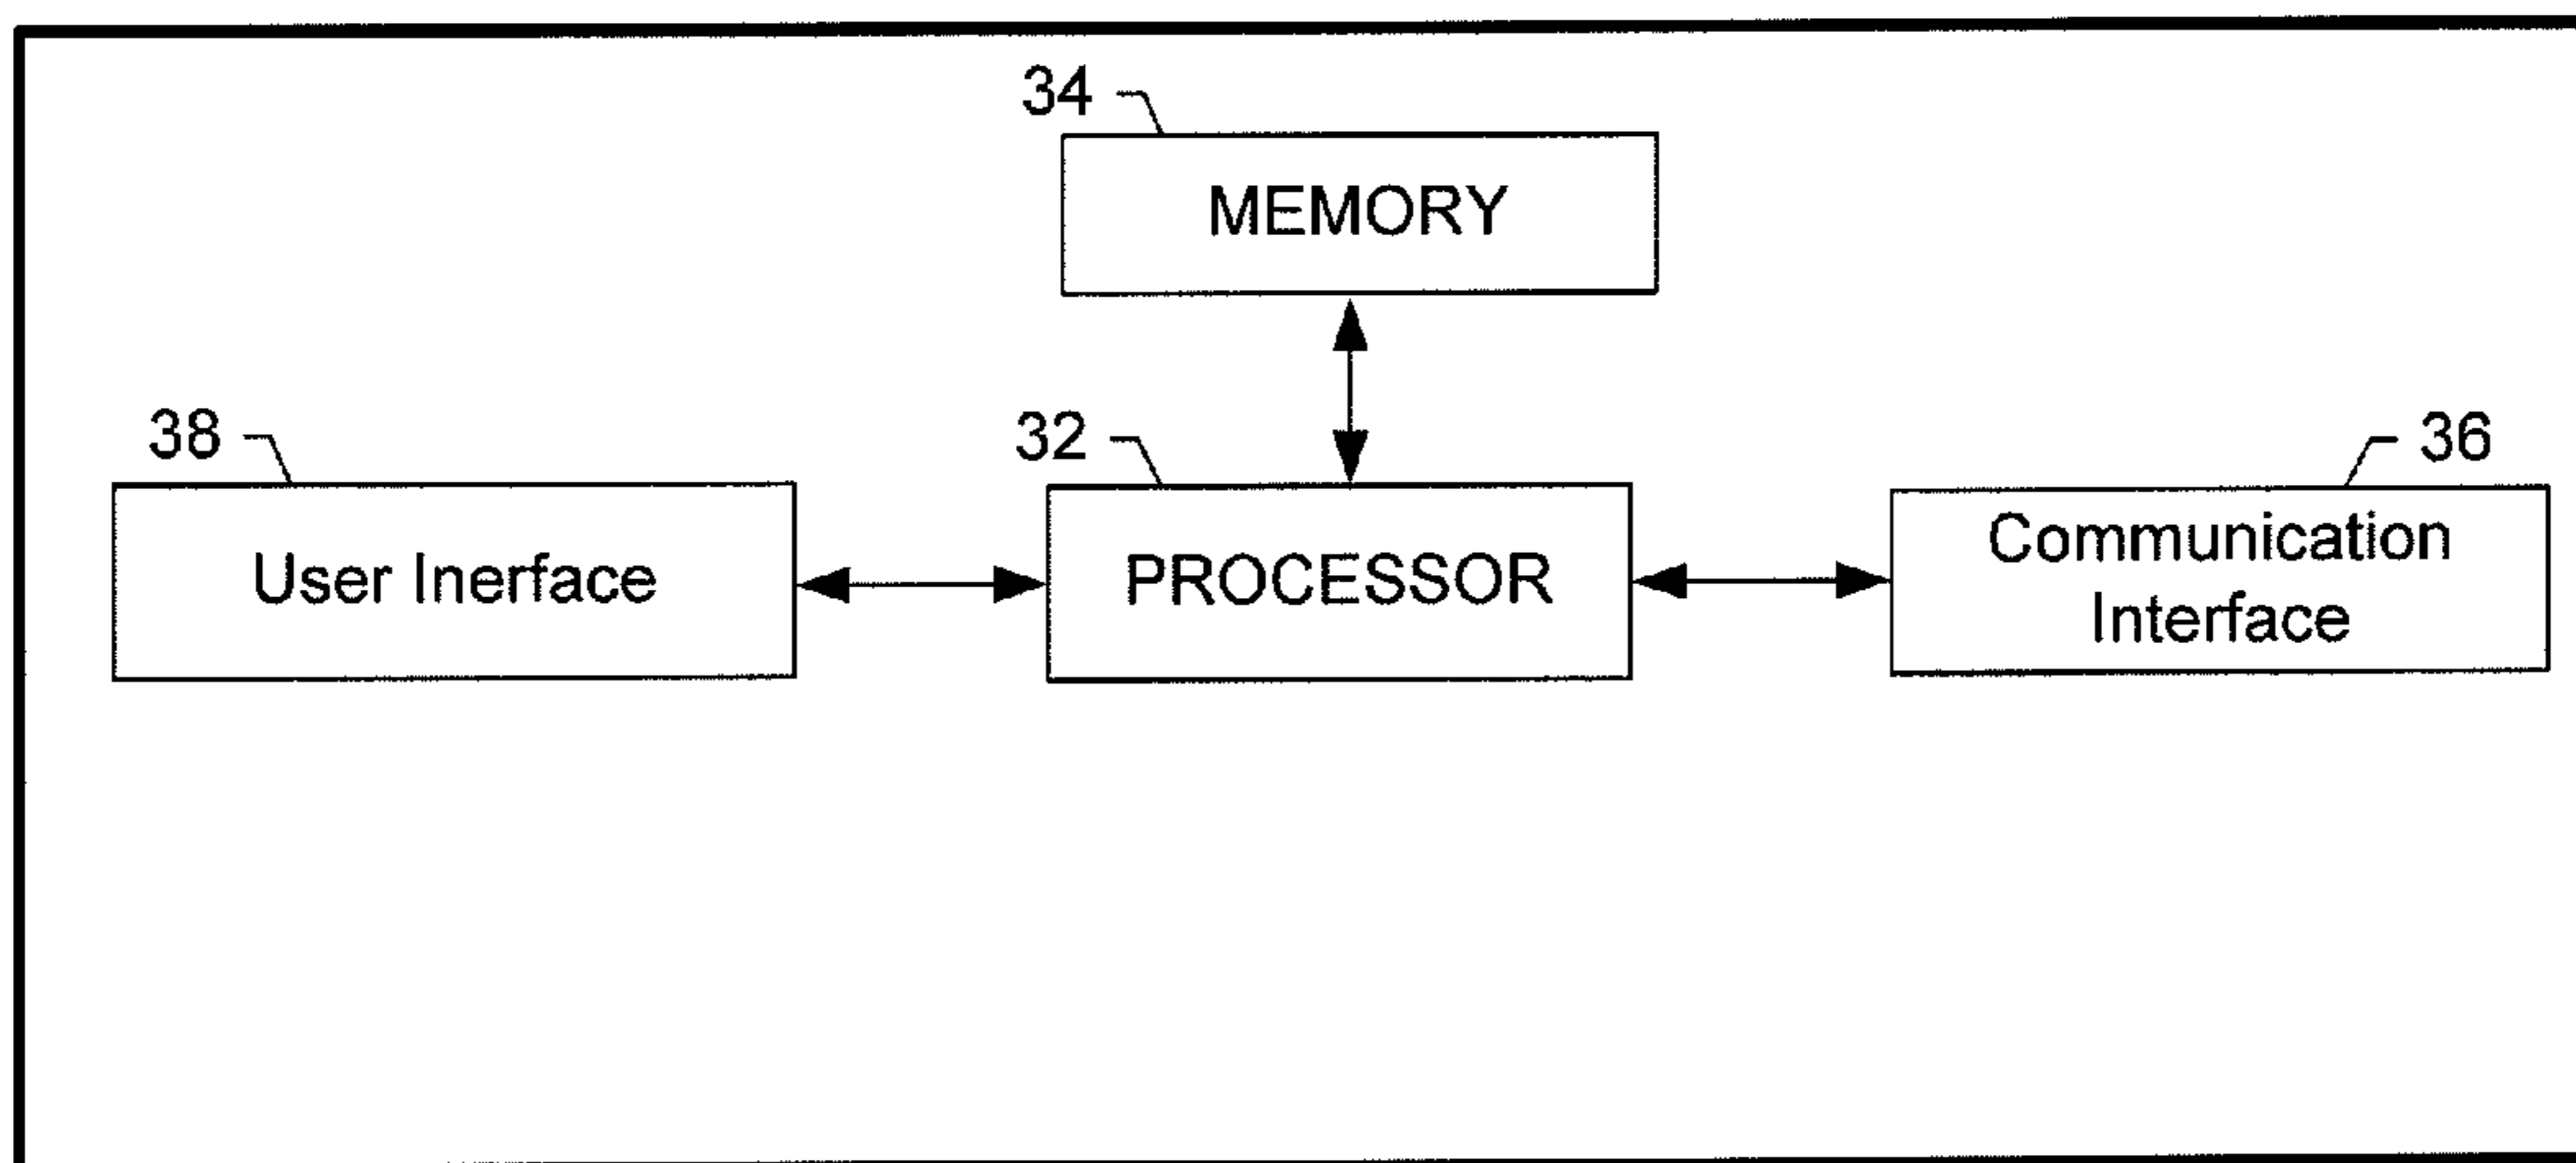 34
MEMORY
38
32
36
User Inerface
PROCESSOR
Communication
Interface